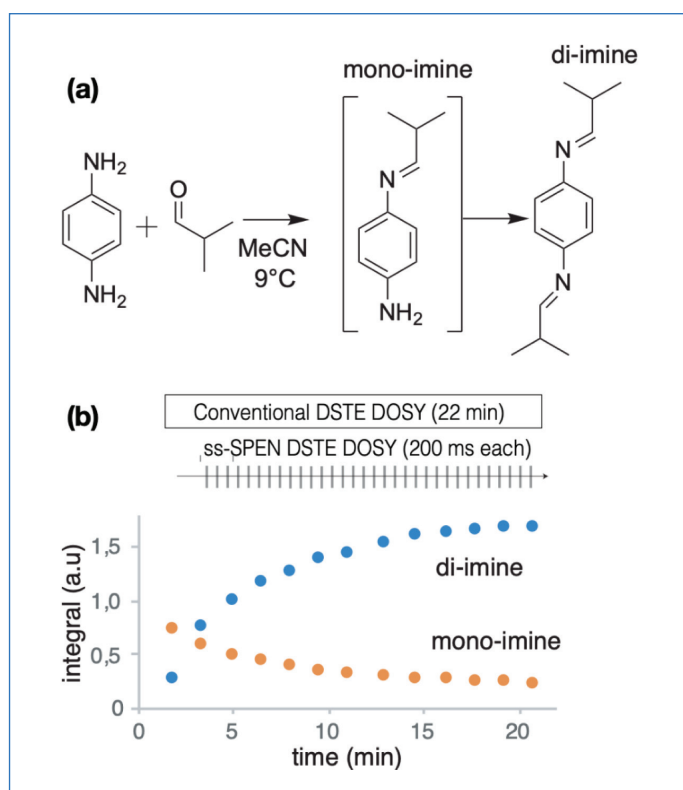 (a)
mono-imine
di-imine
NH2
O
N
N
+
MeCN
9°C
NH2
NH2
N
(b)
Conventional DSTE DOSY (22 min)
ss-SPEN DSTE DOSY (200 ms each)
integral (a.u)
1,5
1,0
0,5
0
di-imine
mono-imine
0
5
10
15
20
time (min)